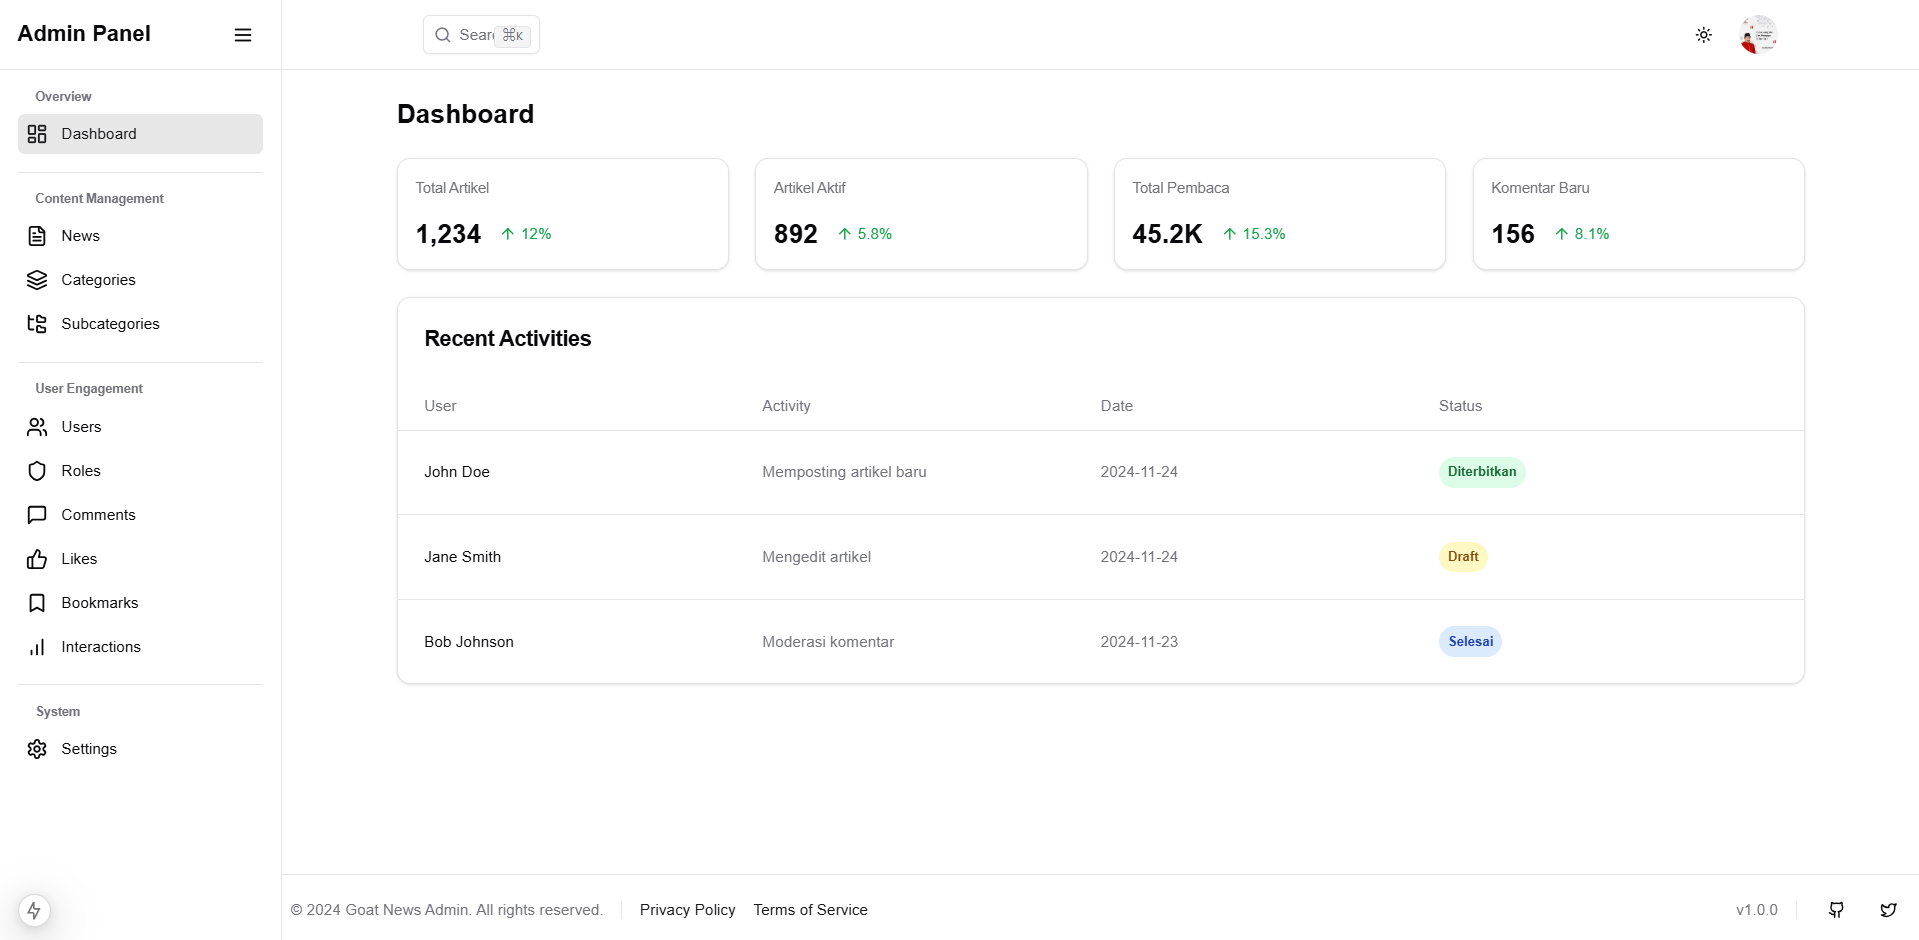 Admin Panel
Sear ⌘K
Overview
Dashboard
Content Management
News
Categories
Subcategories
User Engagement
Users
Roles
Comments
Likes
Bookmarks
Interactions
System
Settings
Dashboard
Total Artikel
1,234 ↑ 12%
Artikel Aktif
892 ↑ 5.8%
Total Pembaca
45.2K ↑ 15.3%
Komentar Baru
156 ↑ 8.1%
Recent Activities
User Activity Date Status
John Doe Memposting artikel baru 2024-11-24 Diterbitkan
Jane Smith Mengedit artikel 2024-11-24 Draft
Bob Johnson Moderasi komentar 2024-11-23 Selesai
© 2024 Goat News Admin. All rights reserved. Privacy Policy Terms of Service v1.0.0